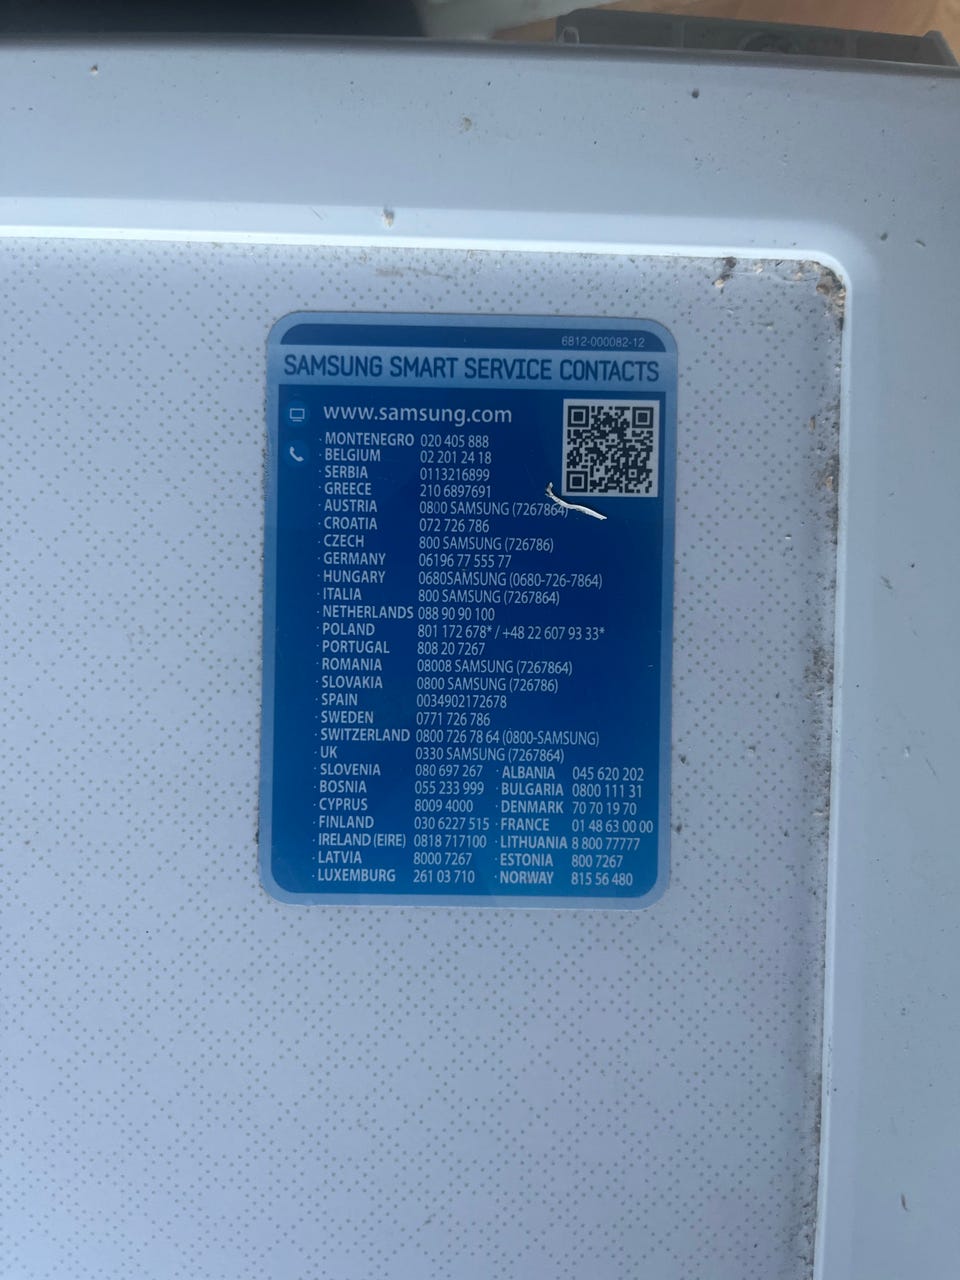 6812-000082-12
SAMSUNG SMART SERVICE CONTACTS
www.samsung.com
· MONTENEGRO 020 405 888
· BELGIUM 02 201 24 18
· SERBIA 0113216899
· GREECE 210 6897691
· AUSTRIA 0800 SAMSUNG (7267864)
· CROATIA 072 726 786
· CZECH 800 SAMSUNG (726786)
· GERMANY 06196 77 555 77
· HUNGARY 0680SAMSUNG (0680-726-7864)
· ITALIA 800 SAMSUNG (7267864)
· NETHERLANDS 088 90 90 100
· POLAND 801 172 678* / +48 22 607 93 33*
· PORTUGAL 808 20 7267
· ROMANIA 08008 SAMSUNG (7267864)
· SLOVAKIA 0800 SAMSUNG (726786)
· SPAIN 0034902172678
· SWEDEN 0771 726 786
· SWITZERLAND 0800 726 78 64 (0800-SAMSUNG)
· UK 0330 SAMSUNG (7267864)
· SLOVENIA 080 697 267 · ALBANIA 045 620 202
· BOSNIA 055 233 999 · BULGARIA 0800 111 31
· CYPRUS 8009 4000 · DENMARK 70 70 19 70
· FINLAND 030 6227 515 · FRANCE 01 48 63 00 00
· IRELAND (EIRE) 0818 717100 · LITHUANIA 8 800 77777
· LATVIA 8000 7267 · ESTONIA 800 7267
· LUXEMBURG 261 03 710 · NORWAY 815 56 480